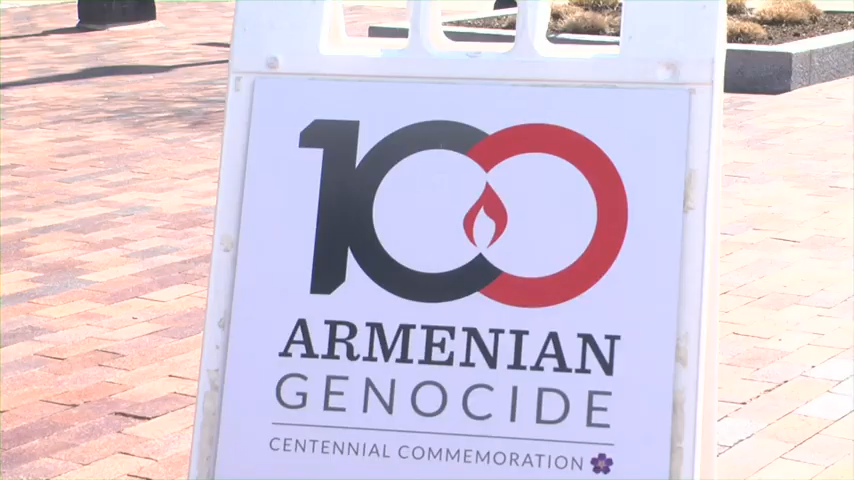 100
ARMENIAN
GENOCIDE
CENTENNIAL COMMEMORATION